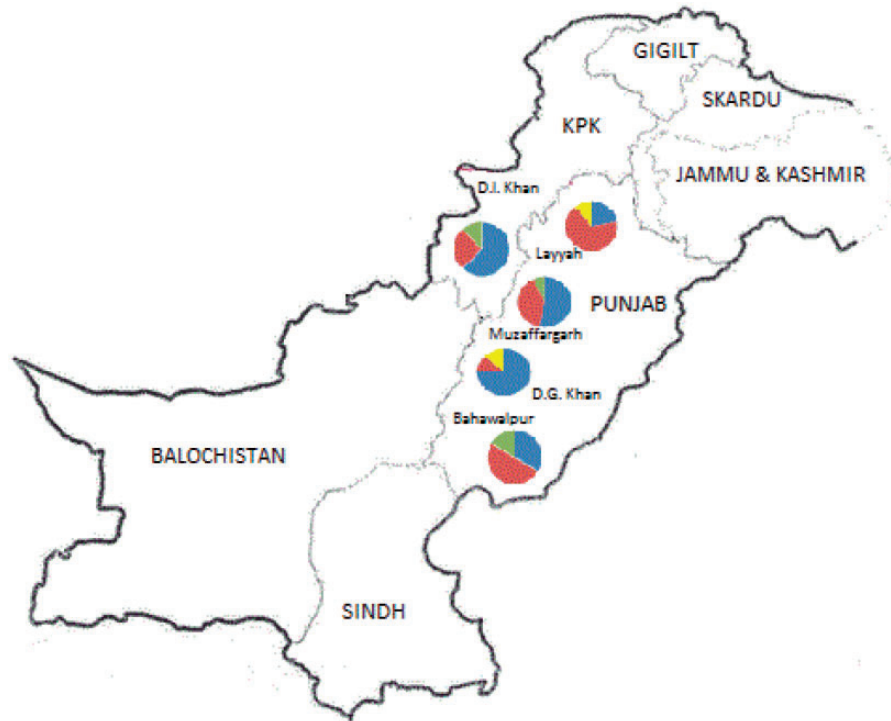 GIGILT
SKARDU
KPK
JAMMU & KASHMIR
D.I. Khan
Layyah
PUNJAB
Muzaffargarh
D.G. Khan
Bahawalpur
BALOCHISTAN
SINDH